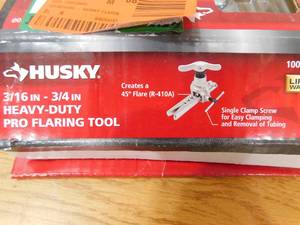 M
HUSKY
100
3/16 IN - 3/4 IN
HEAVY-DUTY
PRO FLARING TOOL
Creates a
45° Flare (R-410A)
Single Clamp Screw
for Easy Clamping
and Removal of Tubing